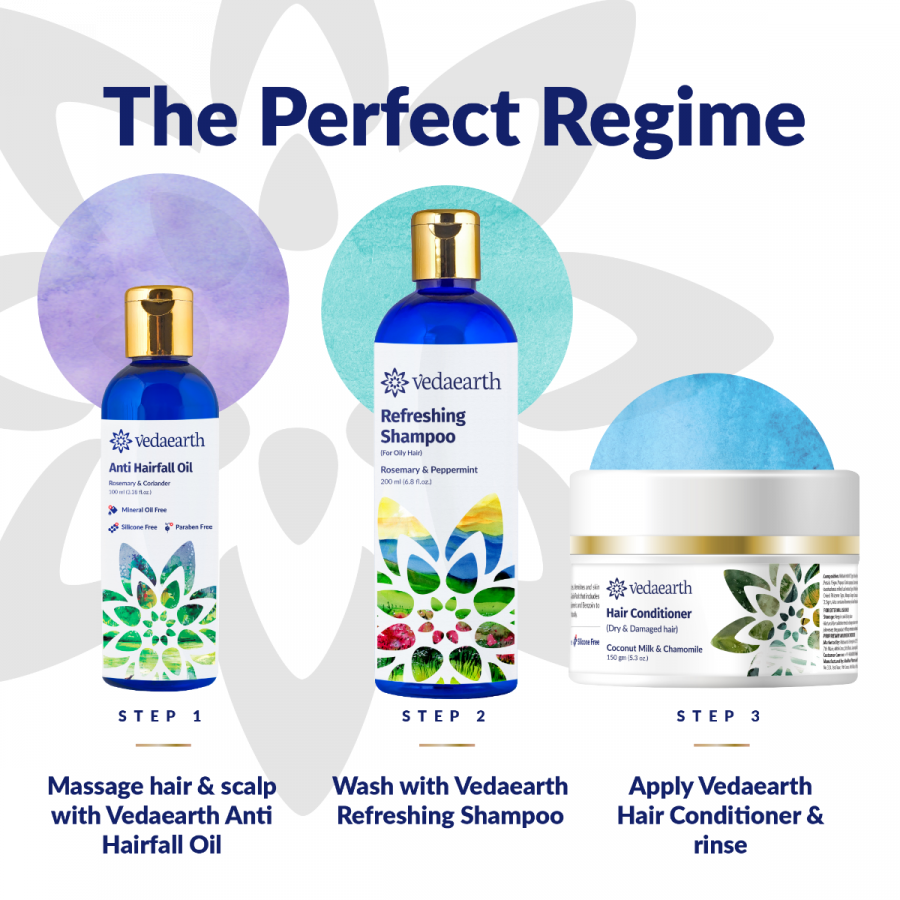 The Perfect Regime
vedaearth
Anti Hairfall Oil
Rosemary & Coriander
Mineral Oil Free
Silicone Free
Paraben Free
vedaearth
Refreshing
Shampoo
(For Oily Hair)
Rosemary & Peppermint
200 ml (6.8 fl.oz.)
vedaearth
Hair Conditioner
(Dry & Damaged hair)
Coconut Milk & Chamomile
150 gm (5.3 oz.)
Silicone Free
STEP 1
Massage hair & scalp
with Vedaearth Anti
Hairfall Oil
STEP 2
Wash with Vedaearth
Refreshing Shampoo
STEP 3
Apply Vedaearth
Hair Conditioner &
rinse